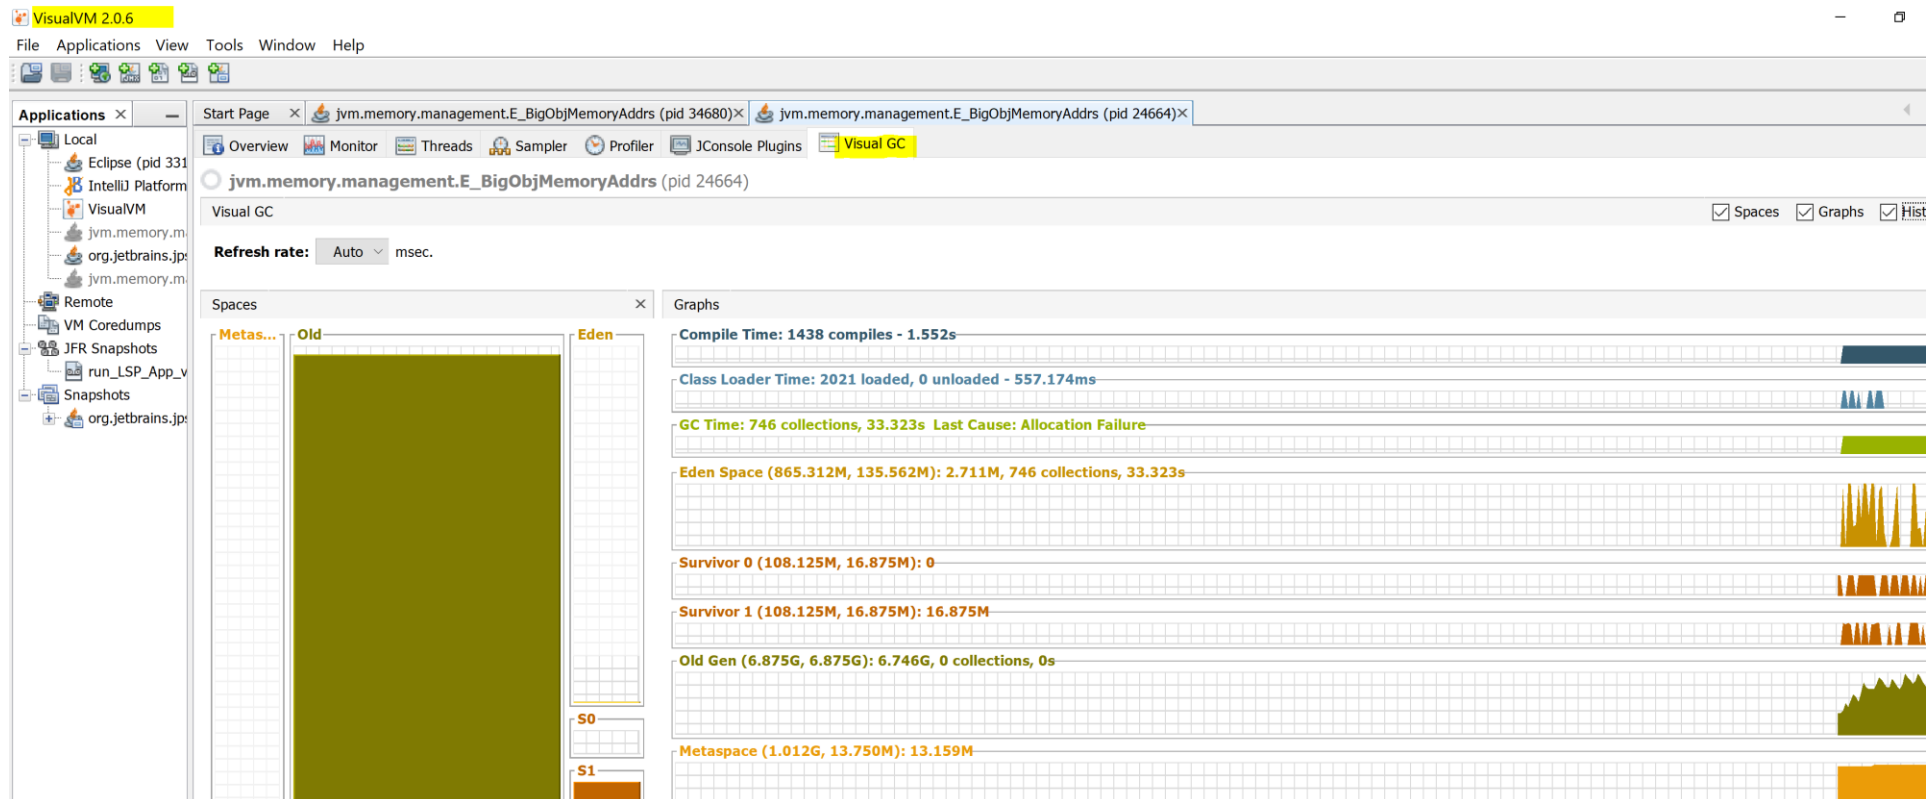 VisualVM 2.0.6
File Applications View Tools Window Help
Applications
Start Page
jvm.memory.management.E_BigObjMemoryAddrs (pid 34680)
jvm.memory.management.E_BigObjMemoryAddrs (pid 24664)
Local
Eclipse (pid 331
IntelliJ Platform
VisualVM
jvm.memory.m
org.jetbrains.jp
jvm.memory.m
Remote
VM Coredumps
JFR Snapshots
run_LSP_App_v
Snapshots
org.jetbrains.jp
Overview Monitor Threads Sampler Profiler JConsole Plugins Visual GC
jvm.memory.management.E_BigObjMemoryAddrs (pid 24664)
Visual GC
Spaces Graphs Hist
Refresh rate: Auto msec.
Spaces
Metas... Old Eden
S0
S1
Graphs
Compile Time: 1438 compiles - 1.552s
Class Loader Time: 2021 loaded, 0 unloaded - 557.174ms
GC Time: 746 collections, 33.323s Last Cause: Allocation Failure
Eden Space (865.312M, 135.562M): 2.711M, 746 collections, 33.323s
Survivor 0 (108.125M, 16.875M): 0
Survivor 1 (108.125M, 16.875M): 16.875M
Old Gen (6.875G, 6.875G): 6.746G, 0 collections, 0s
Metaspace (1.012G, 13.750M): 13.159M